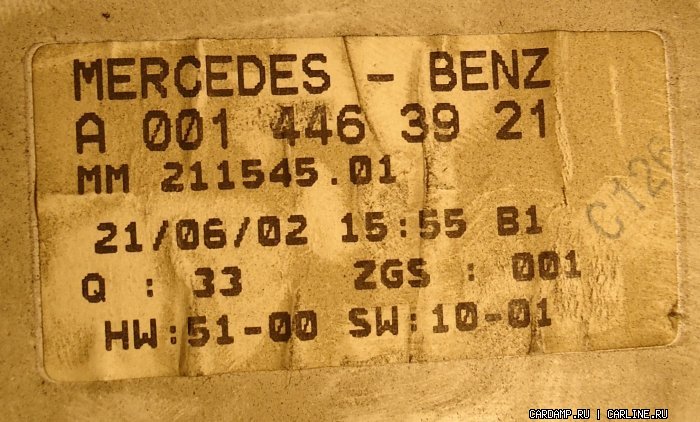 MERCEDES - BENZ
A 001 446 39 21
MM 211545.01
C126
21/06/02 15:55 B1
Q : 33 ZGS : 001
HW:51-00 SW:10-01
CARDAMP.RU | CARLINE.RU